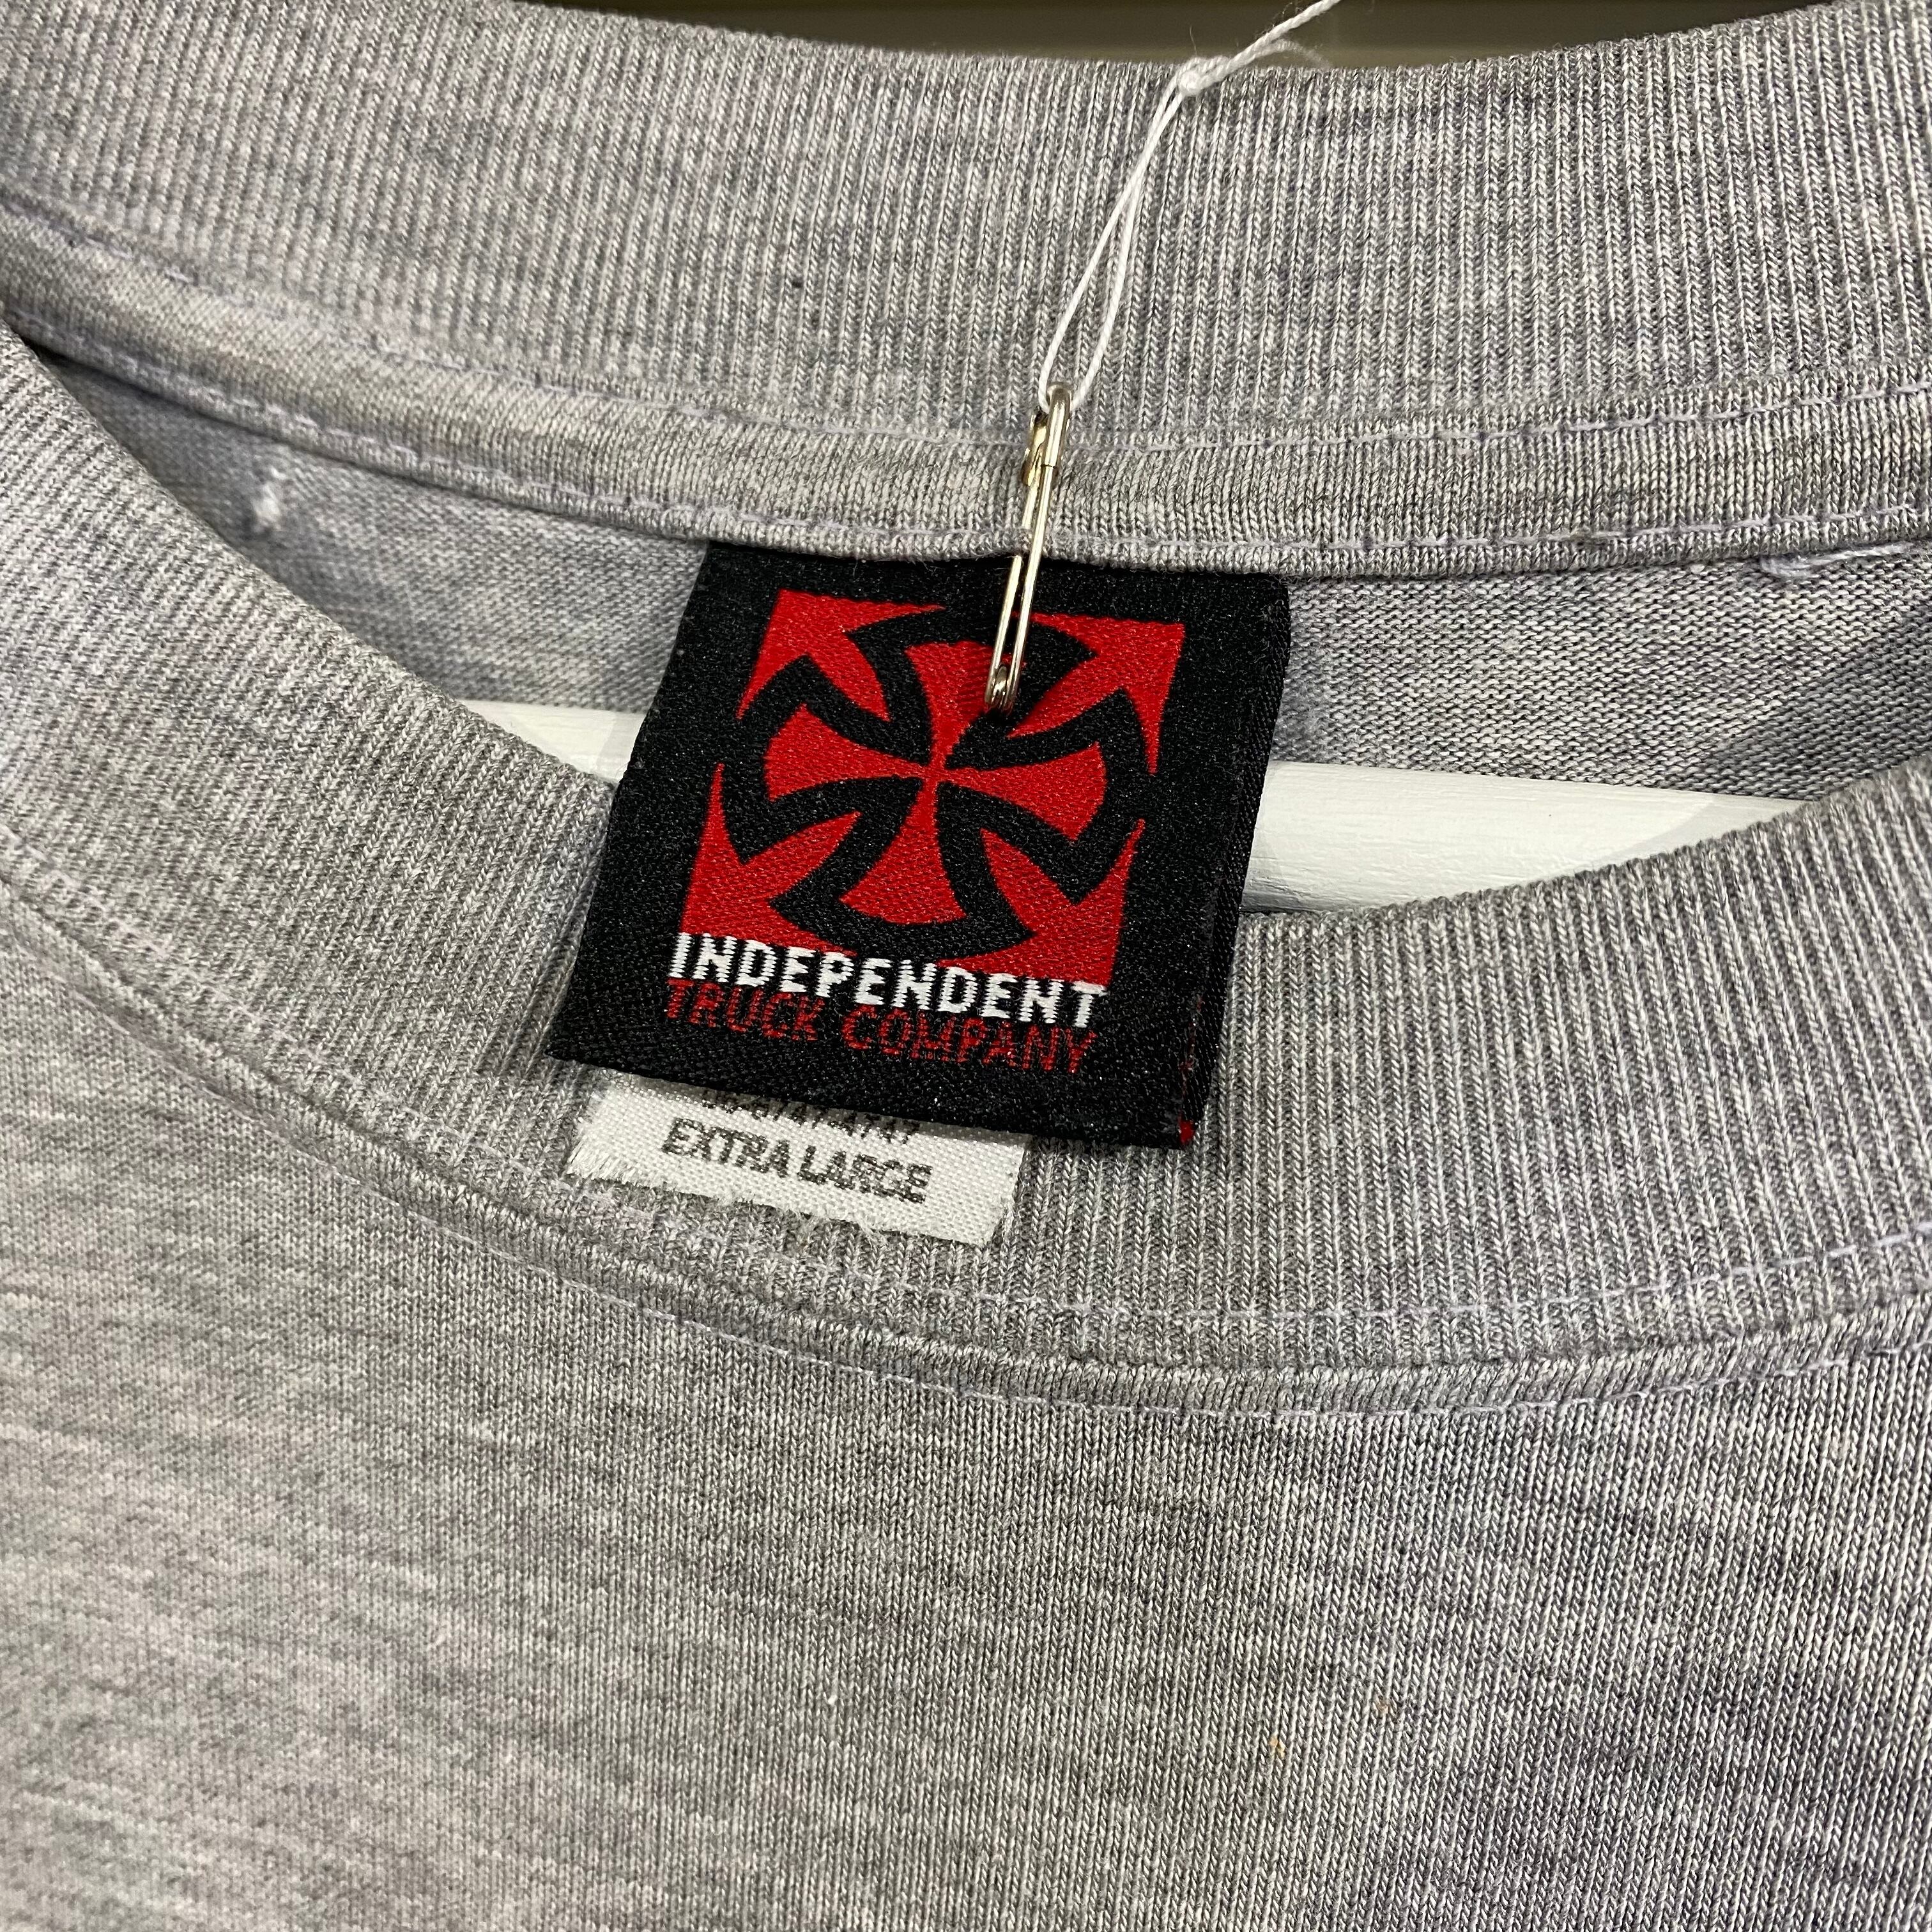 INDEPENDENT
TRUCK COMPANY
EXTRA LARGE